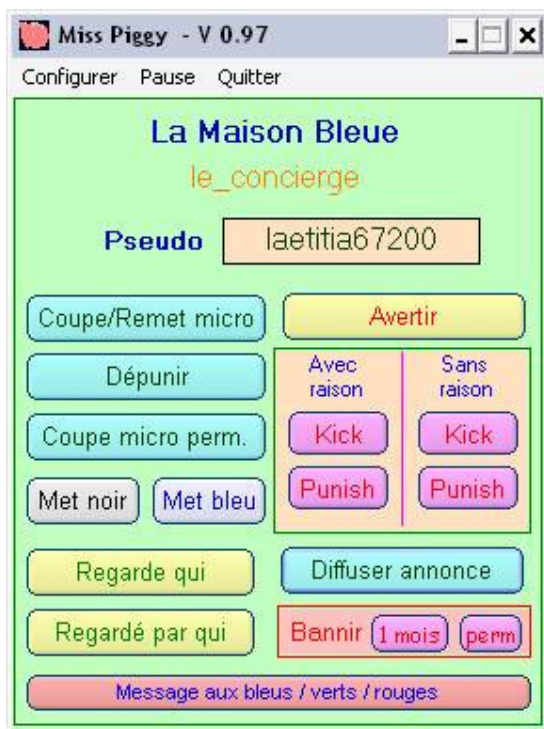 Miss Piggy - V 0.97
Configurer Pause Quitter
La Maison Bleue
le_concierge
Pseudo laetitia67200
Coupe/Remet micro
Avertir
Dépunir
Avec raison
Sans raison
Coupe micro perm.
Kick
Kick
Met noir
Met bleu
Punish
Punish
Regarde qui
Diffuser annonce
Regardé par qui
Bannir 1 mois perm
Message aux bleus / verts / rouges